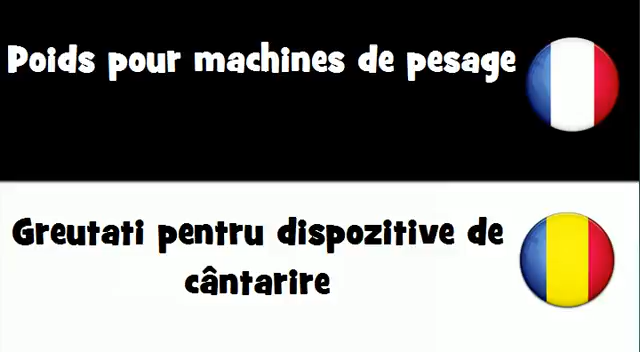 Poids pour machines de pesage
Greutati pentru dispozitive de
cântarire